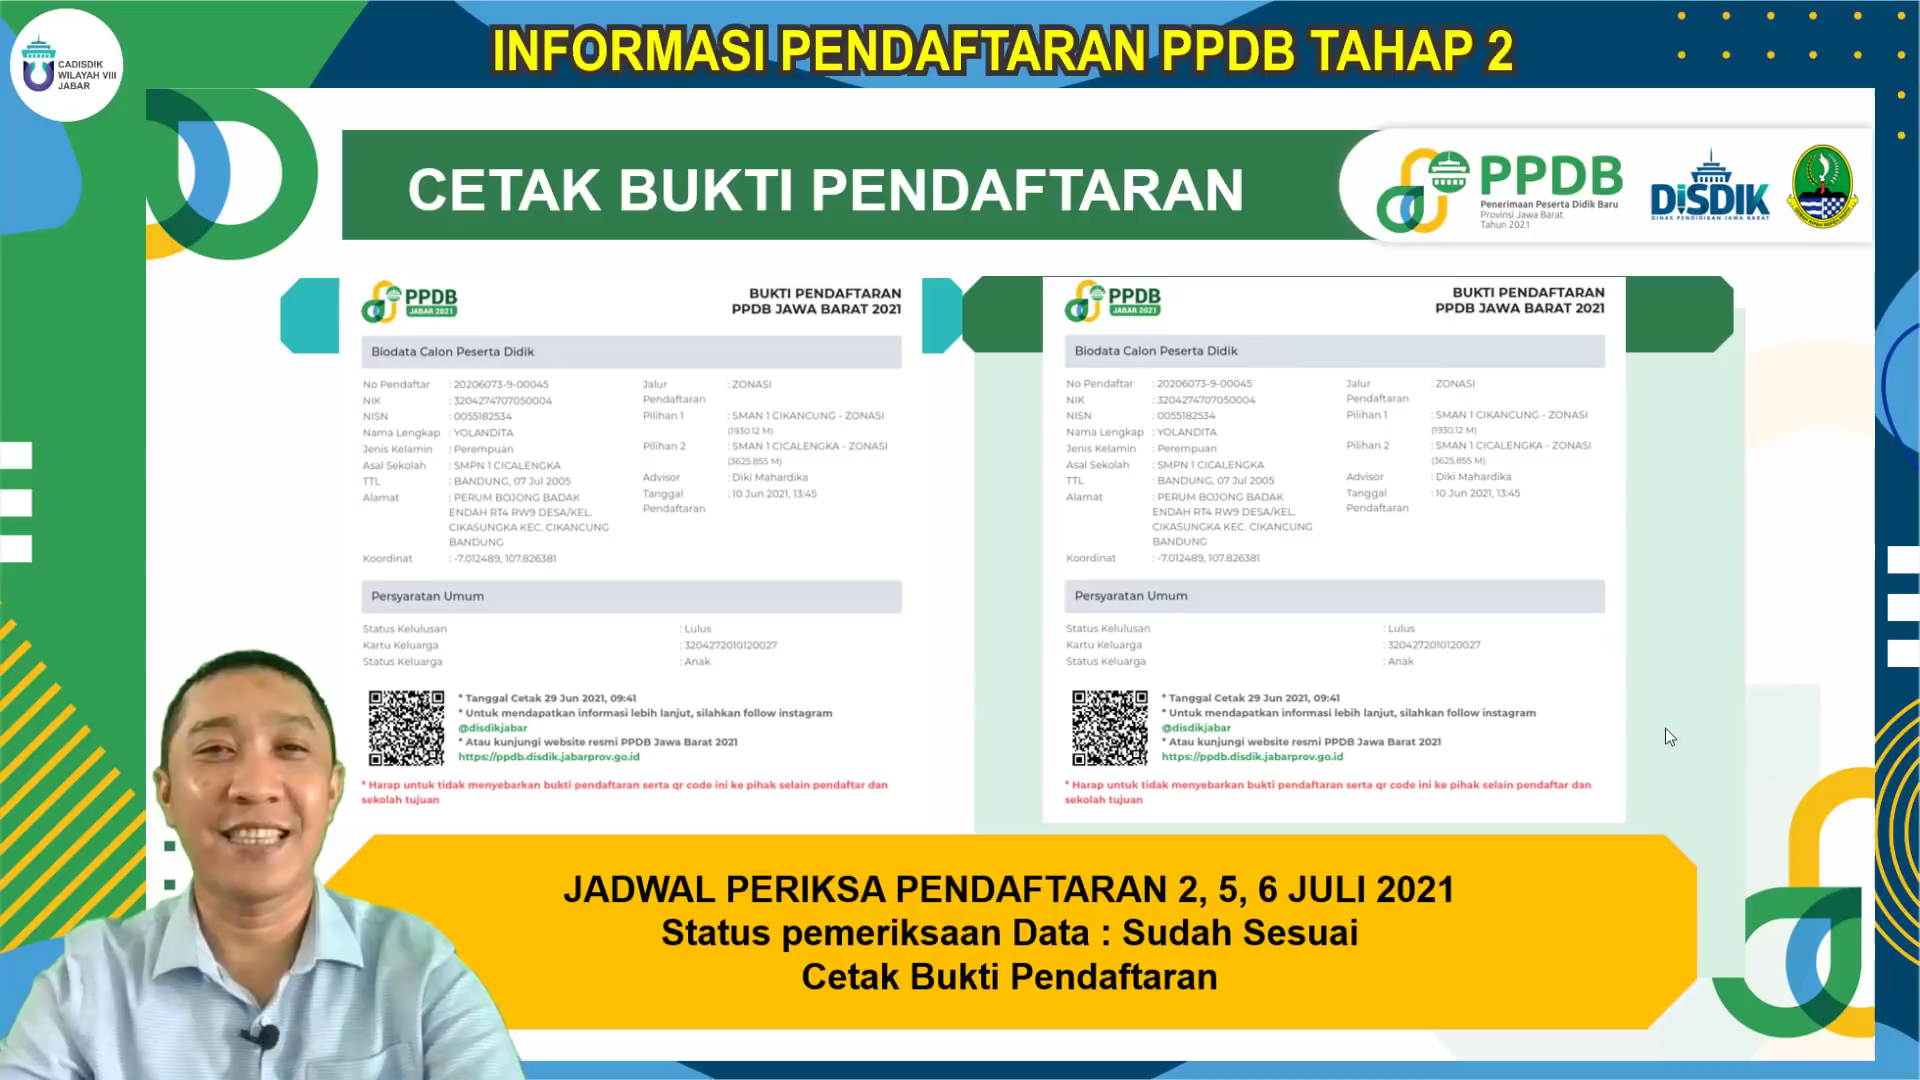 INFORMASI PENDAFTARAN PPDB TAHAP 2
CADISDIK
WILAYAH VIII
JABAR
CETAK BUKTI PENDAFTARAN
PPDB
Penerimaan Peserta Didik Baru
Provinsi Jawa Barat
Tahun 2021
DISDIK
DINAS PENDIDIKAN JAWA BARAT
PPDB
JABAR 2021
BUKTI PENDAFTARAN
PPDB JAWA BARAT 2021
Biodata Calon Peserta Didik
No Pendaftar : 20206073-9-00045
NIK : 3204274707050004
NISN : 0055182534
Nama Lengkap : YOLANDITA
Jenis Kelamin : Perempuan
Asal Sekolah : SMPN 1 CICALENGKA
TTL : BANDUNG, 07 Jul 2005
Alamat : PERUM BOJONG BADAK
ENDAH RT4 RW9 DESA/KEL.
CIKASUNGKA KEC. CIKANCUNG
BANDUNG
Koordinat : -7.012489, 107.826381
Jalur : ZONASI
Pendaftaran
Pilihan 1 : SMAN 1 CIKANCUNG - ZONASI
(1930.12 M)
Pilihan 2 : SMAN 1 CICALENGKA - ZONASI
(3625.855 M)
Advisor : Diki Mahardika
Tanggal : 10 Jun 2021, 13:45
Pendaftaran
Persyaratan Umum
Status Kelulusan : Lulus
Kartu Keluarga : 3204272010120027
Status Keluarga : Anak
* Tanggal Cetak 29 Jun 2021, 09:41
* Untuk mendapatkan informasi lebih lanjut, silahkan follow instagram
@disdikjabar
* Atau kunjungi website resmi PPDB Jawa Barat 2021
https://ppdb.disdik.jabarprov.go.id
* Harap untuk tidak menyebarkan bukti pendaftaran serta qr code ini ke pihak selain pendaftar dan
sekolah tujuan
PPDB
JABAR 2021
BUKTI PENDAFTARAN
PPDB JAWA BARAT 2021
Biodata Calon Peserta Didik
No Pendaftar : 20206073-9-00045
NIK : 3204274707050004
NISN : 0055182534
Nama Lengkap : YOLANDITA
Jenis Kelamin : Perempuan
Asal Sekolah : SMPN 1 CICALENGKA
TTL : BANDUNG, 07 Jul 2005
Alamat : PERUM BOJONG BADAK
ENDAH RT4 RW9 DESA/KEL.
CIKASUNGKA KEC. CIKANCUNG
BANDUNG
Koordinat : -7.012489, 107.826381
Jalur : ZONASI
Pendaftaran
Pilihan 1 : SMAN 1 CIKANCUNG - ZONASI
(1930.12 M)
Pilihan 2 : SMAN 1 CICALENGKA - ZONASI
(3625.855 M)
Advisor : Diki Mahardika
Tanggal : 10 Jun 2021, 13:45
Pendaftaran
Persyaratan Umum
Status Kelulusan : Lulus
Kartu Keluarga : 3204272010120027
Status Keluarga : Anak
* Tanggal Cetak 29 Jun 2021, 09:41
* Untuk mendapatkan informasi lebih lanjut, silahkan follow instagram
@disdikjabar
* Atau kunjungi website resmi PPDB Jawa Barat 2021
https://ppdb.disdik.jabarprov.go.id
* Harap untuk tidak menyebarkan bukti pendaftaran serta qr code ini ke pihak selain pendaftar dan
sekolah tujuan
JADWAL PERIKSA PENDAFTARAN 2, 5, 6 JULI 2021
Status pemeriksaan Data : Sudah Sesuai
Cetak Bukti Pendaftaran